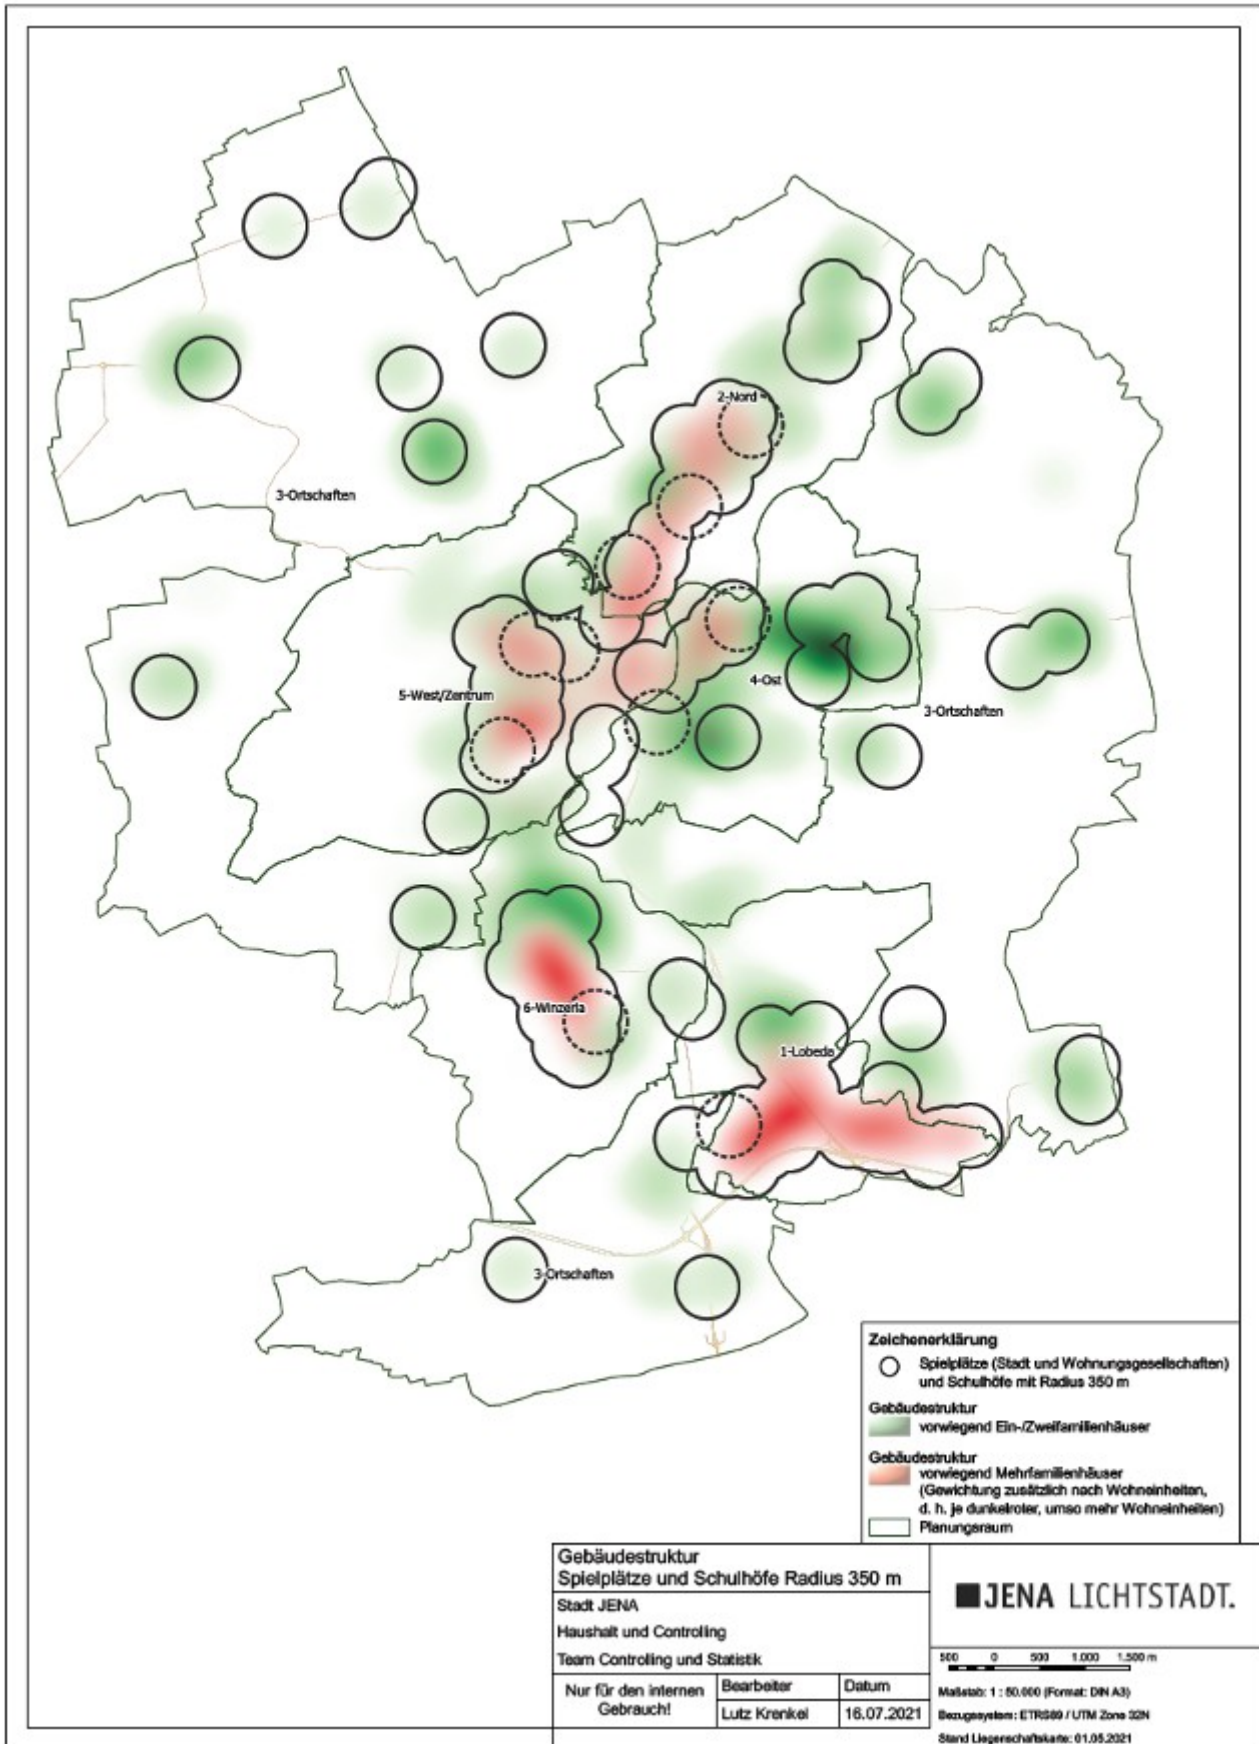 2-Nord
3-Ortschaften
5-West/Zentrum
4-Ost
3-Ortschaften
6-Winzerla
1-Lobeda
3-Ortschaften
Zeichenerklärung
Spielplätze (Stadt und Wohnungsgesellschaften)
und Schulhöfe mit Radius 350 m
Gebäudestruktur
vorwiegend Ein-/Zweifamilienhäuser
Gebäudestruktur
vorwiegend Mehrfamilienhäuser
(Gewichtung zusätzlich nach Wohneinheiten,
d. h. je dunkelroter, umso mehr Wohneinheiten)
Planungsraum
Gebäudestruktur
Spielplätze und Schulhöfe Radius 350 m
Stadt JENA
Haushalt und Controlling
Team Controlling und Statistik
Nur für den internen
Gebrauch!
Bearbeiter
Lutz Krenkel
Datum
16.07.2021
JENA LICHTSTADT.
500 0 500 1.000 1.500 m
Maßstab: 1 : 50.000 (Format: DIN A3)
Bezugssystem: ETRS89 / UTM Zone 32N
Stand Liegenschaftskarte: 01.05.2021